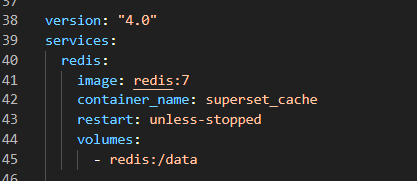 38 version: "4.0"
39 services:
40   redis:
41     image: redis:7
42     container_name: superset_cache
43     restart: unless-stopped
44     volumes:
45       - redis:/data